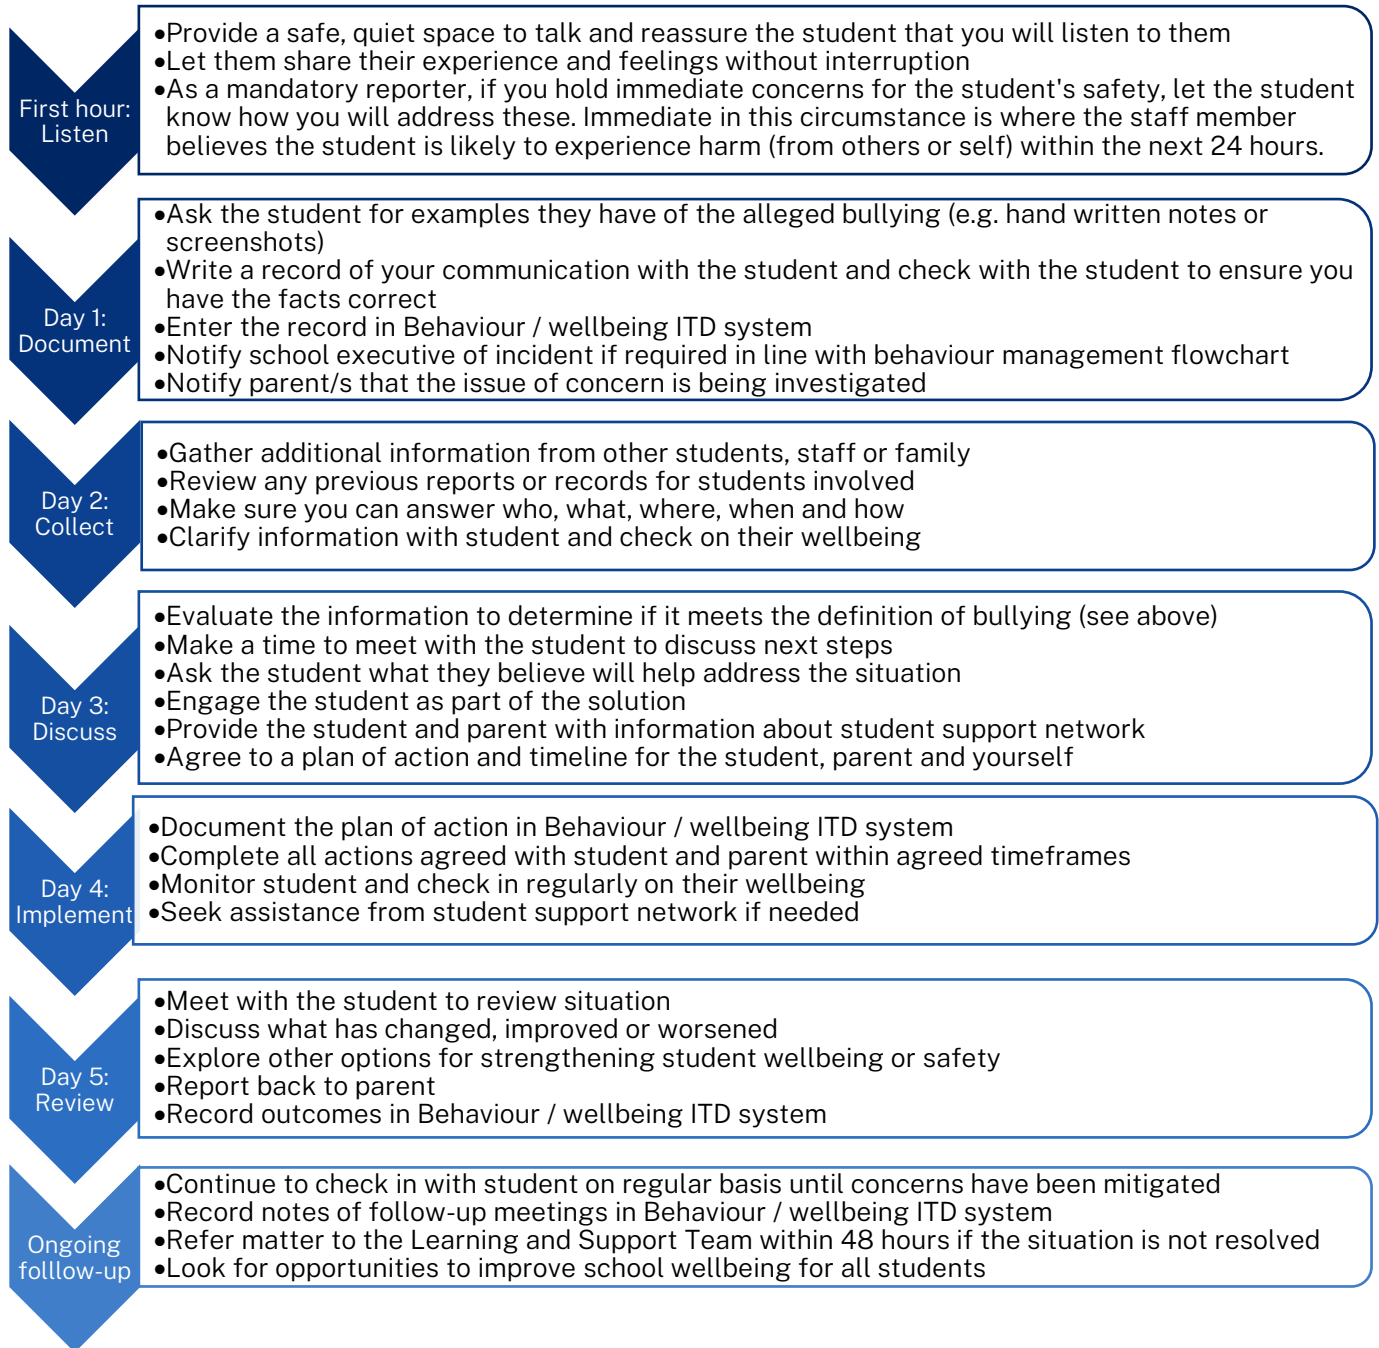 First hour:
Listen
•Provide a safe, quiet space to talk and reassure the student that you will listen to them
•Let them share their experience and feelings without interruption
•As a mandatory reporter, if you hold immediate concerns for the student's safety, let the student
know how you will address these. Immediate in this circumstance is where the staff member
believes the student is likely to experience harm (from others or self) within the next 24 hours.
Day 1:
Document
•Ask the student for examples they have of the alleged bullying (e.g. hand written notes or
screenshots)
•Write a record of your communication with the student and check with the student to ensure you
have the facts correct
•Enter the record in Behaviour / wellbeing ITD system
•Notify school executive of incident if required in line with behaviour management flowchart
•Notify parent/s that the issue of concern is being investigated
Day 2:
Collect
•Gather additional information from other students, staff or family
•Review any previous reports or records for students involved
•Make sure you can answer who, what, where, when and how
•Clarify information with student and check on their wellbeing
Day 3:
Discuss
•Evaluate the information to determine if it meets the definition of bullying (see above)
•Make a time to meet with the student to discuss next steps
•Ask the student what they believe will help address the situation
•Engage the student as part of the solution
•Provide the student and parent with information about student support network
•Agree to a plan of action and timeline for the student, parent and yourself
Day 4:
Implement
•Document the plan of action in Behaviour / wellbeing ITD system
•Complete all actions agreed with student and parent within agreed timeframes
•Monitor student and check in regularly on their wellbeing
•Seek assistance from student support network if needed
Day 5:
Review
•Meet with the student to review situation
•Discuss what has changed, improved or worsened
•Explore other options for strengthening student wellbeing or safety
•Report back to parent
•Record outcomes in Behaviour / wellbeing ITD system
Ongoing
folllow-up
•Continue to check in with student on regular basis until concerns have been mitigated
•Record notes of follow-up meetings in Behaviour / wellbeing ITD system
•Refer matter to the Learning and Support Team within 48 hours if the situation is not resolved
•Look for opportunities to improve school wellbeing for all students